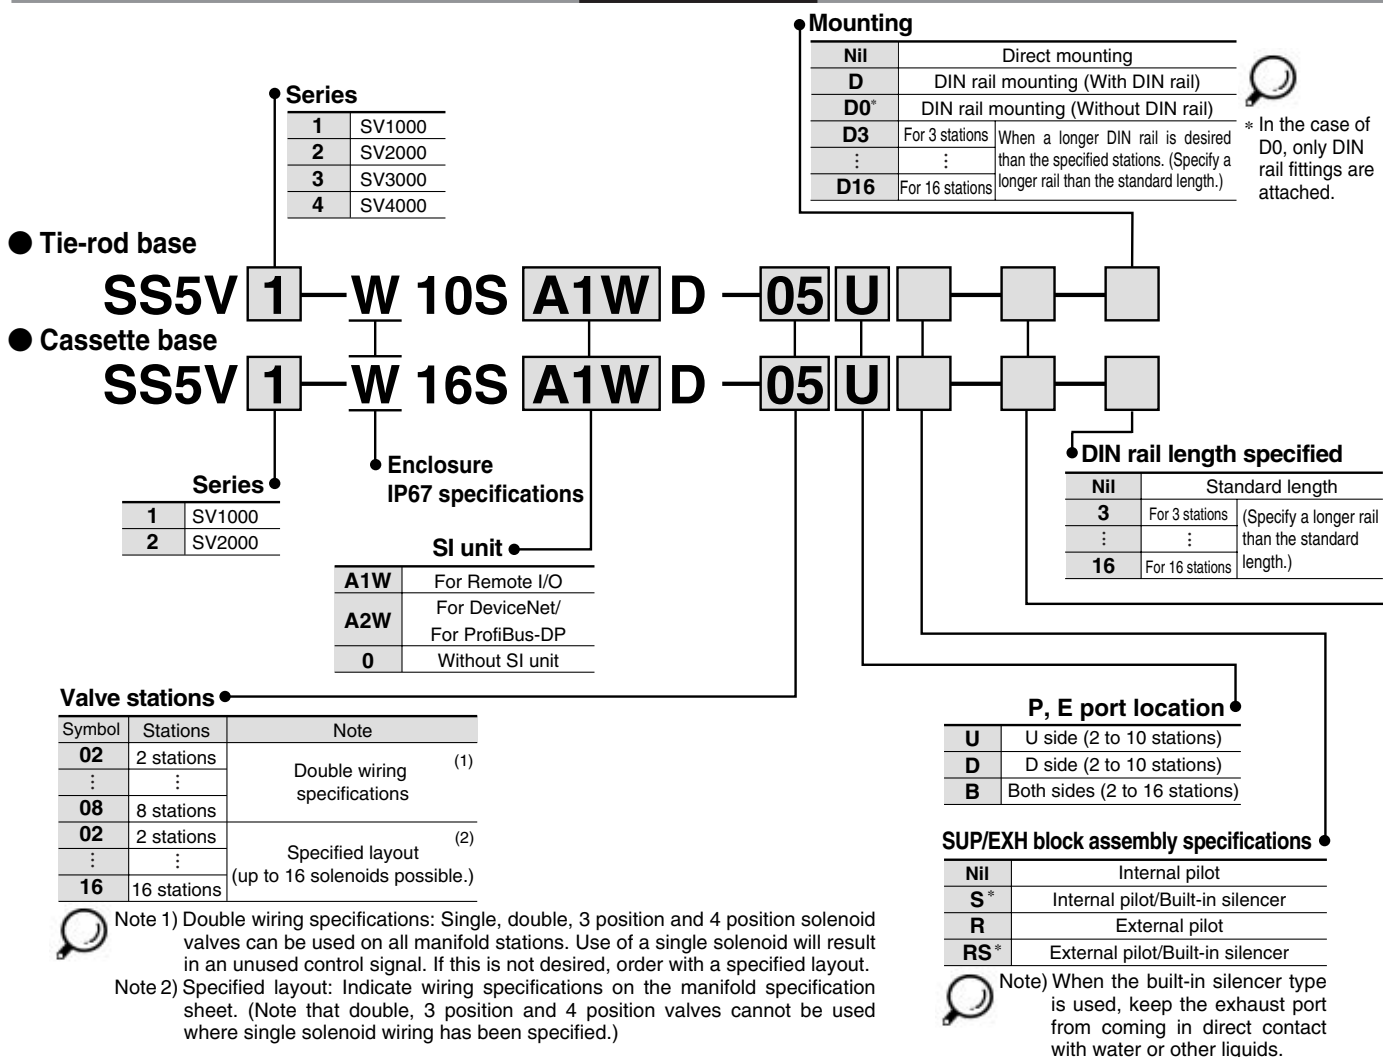 Mounting
Nil Direct mounting
D DIN rail mounting (With DIN rail)
D0* DIN rail mounting (Without DIN rail)
D3 For 3 stations When a longer DIN rail is desired
⋮ ⋮ than the specified stations. (Specify a
D16 For 16 stations longer rail than the standard length.)
* In the case of
D0, only DIN
rail fittings are
attached.
Series
1 SV1000
2 SV2000
3 SV3000
4 SV4000
● Tie-rod base
SS5V 1 — W 10S A1W D — 05 U — —
● Cassette base
SS5V 1 — W 16S A1W D — 05 U — —
Series
1 SV1000
2 SV2000
Enclosure
IP67 specifications
SI unit
A1W For Remote I/O
A2W For DeviceNet/
For ProfiBus-DP
0 Without SI unit
DIN rail length specified
Nil Standard length
3 For 3 stations (Specify a longer rail
⋮ ⋮ than the standard
16 For 16 stations length.)
Valve stations
Symbol Stations Note
02 2 stations Double wiring (1)
⋮ ⋮ specifications
08 8 stations
02 2 stations (2)
⋮ ⋮ Specified layout
16 16 stations (up to 16 solenoids possible.)
Note 1) Double wiring specifications: Single, double, 3 position and 4 position solenoid
valves can be used on all manifold stations. Use of a single solenoid will result
in an unused control signal. If this is not desired, order with a specified layout.
Note 2) Specified layout: Indicate wiring specifications on the manifold specification
sheet. (Note that double, 3 position and 4 position valves cannot be used
where single solenoid wiring has been specified.)
P, E port location
U U side (2 to 10 stations)
D D side (2 to 10 stations)
B Both sides (2 to 16 stations)
SUP/EXH block assembly specifications
Nil Internal pilot
S* Internal pilot/Built-in silencer
R External pilot
RS* External pilot/Built-in silencer
Note) When the built-in silencer type
is used, keep the exhaust port
from coming in direct contact
with water or other liquids.